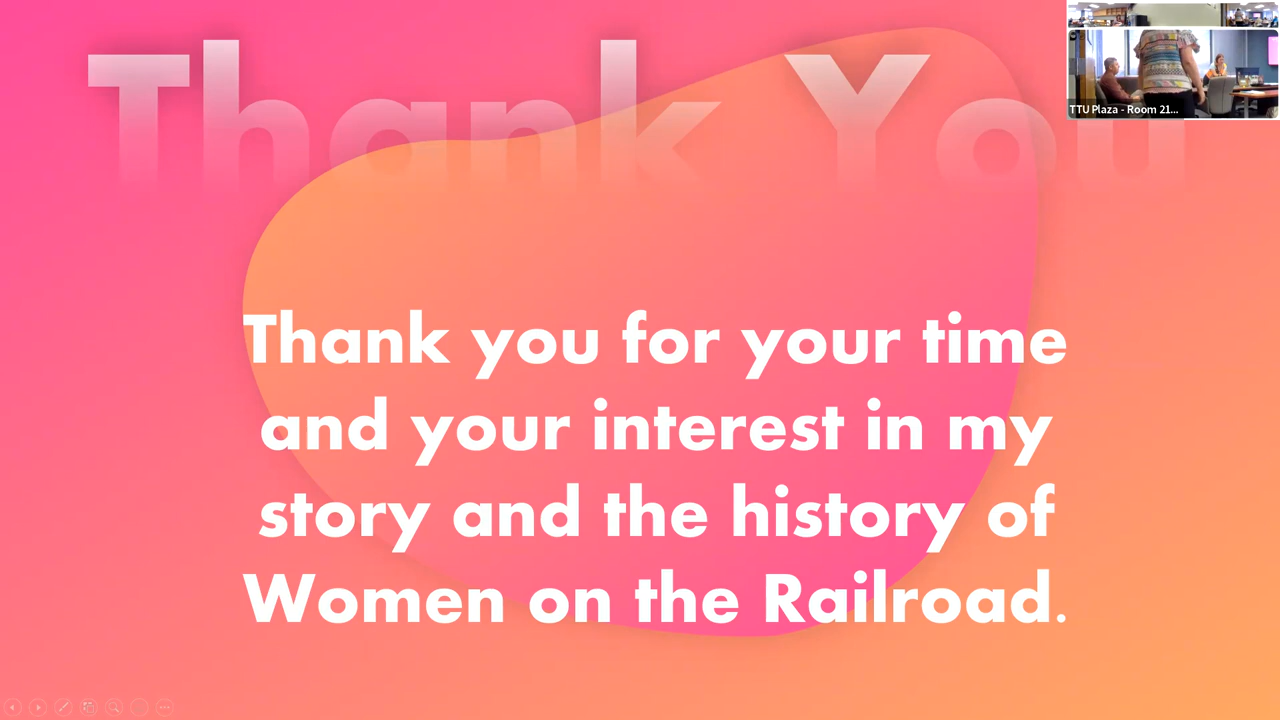 Thank You
TTU Plaza - Room 21...
Thank you for your time
and your interest in my
story and the history of
Women on the Railroad.